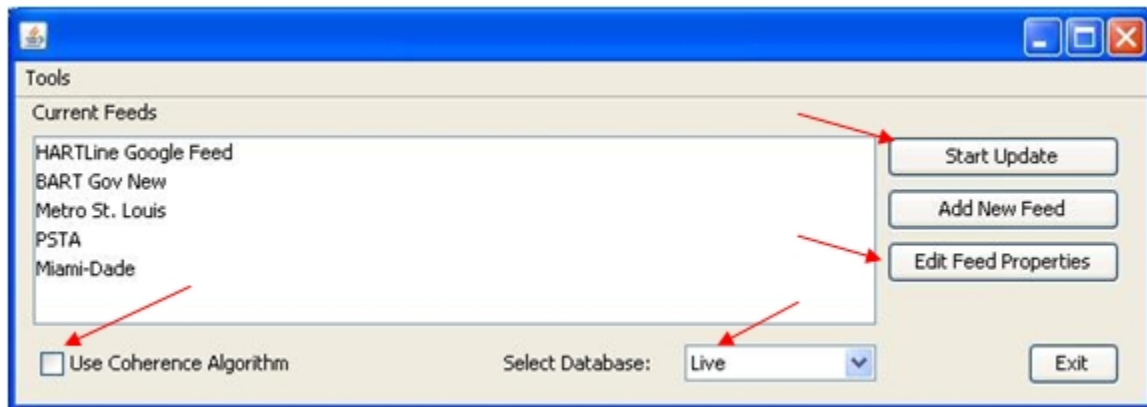 Tools
Current Feeds
HARTLine Google Feed
BART Gov New
Metro St. Louis
PSTA
Miami-Dade
Start Update
Add New Feed
Edit Feed Properties
Use Coherence Algorithm
Select Database:
Live
Exit